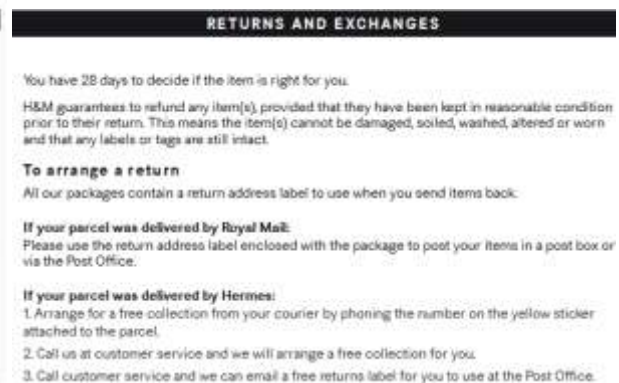 RETURNS AND EXCHANGES
You have 28 days to decide if the item is right for you.
H&M guarantees to refund any item(s), provided that they have been kept in reasonable condition
prior to their return. This means the item(s) cannot be damaged, soiled, washed, altered or worn
and that any labels or tags are still intact.
To arrange a return
All our packages contain a return address label to use when you send items back.
If your parcel was delivered by Royal Mail:
Please use the return address label enclosed with the package to post your items in a post box or
via the Post Office.
If your parcel was delivered by Hermes:
1. Arrange for a free collection from your courier by phoning the number on the yellow sticker
attached to the parcel.
2. Call us at customer service and we will arrange a free collection for you.
3. Call customer service and we can email a free returns label for you to use at the Post Office.